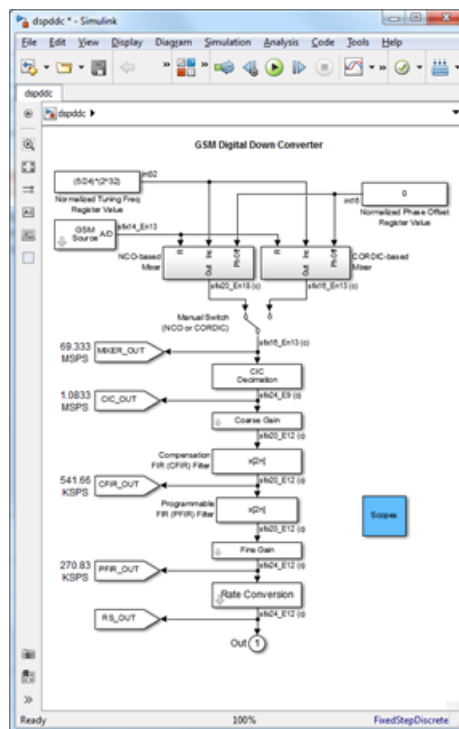 dspddc * - Simulink
File Edit View Display Diagram Simulation Analysis Code Tools Help
dspddc
dspddc
GSM Digital Down Converter
(5/24)*(2^32)
int32
Normalized Tuning Freq
Register Value
0
int16
Normalized Phase Offset
Register Value
GSM
Source
A/D
sfix14_En13
R
Out
Inc
Ph Off
NCO-based
Mixer
R
Out
Inc
Ph Off
CORDIC-based
Mixer
sfix20_En18 (c)
sfix16_En13 (c)
Manual Switch
(NCO or CORDIC)
sfix16_En13 (c)
69.333
MSPS
MIXER_OUT
CIC
Decimation
sfix24_E9 (c)
1.0833
MSPS
CIC_OUT
Coarse Gain
sfix20_E12 (c)
Compensation
FIR (CFIR) Filter
x[2n]
sfix20_E12 (c)
541.66
KSPS
CFIR_OUT
Programmable
FIR (PFIR) Filter
x[2n]
sfix20_E12 (c)
Fine Gain
sfix24_E12 (c)
270.83
KSPS
PFIR_OUT
Rate Conversion
sfix24_E12 (c)
RS_OUT
Out 1
Scopes
Ready 100% FixedStepDiscrete